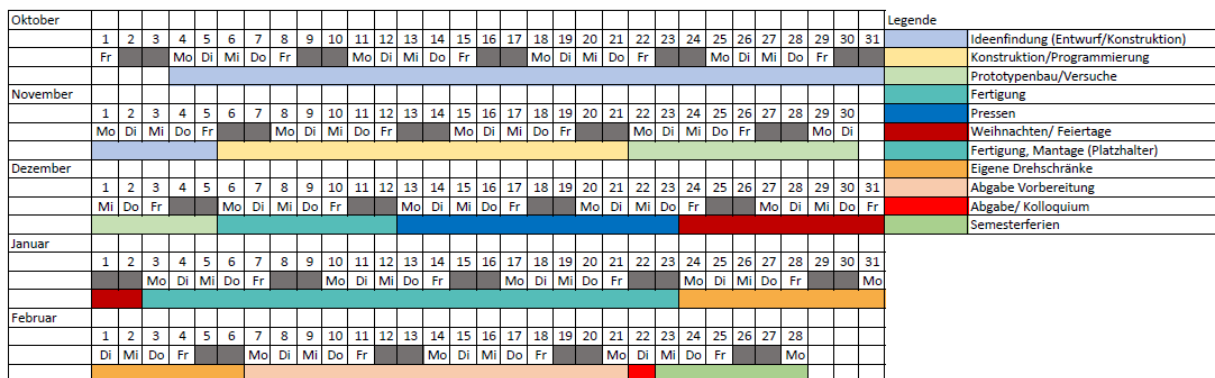 Oktober Legende
1 2 3 4 5 6 7 8 9 10 11 12 13 14 15 16 17 18 19 20 21 22 23 24 25 26 27 28 29 30 31 Ideenfindung (Entwurf/Konstruktion)
Fr Mo Di Mi Do Fr Mo Di Mi Do Fr Mo Di Mi Do Fr Mo Di Mi Do Fr Konstruktion/Programmierung
Prototypenbau/Versuche
November Fertigung
1 2 3 4 5 6 7 8 9 10 11 12 13 14 15 16 17 18 19 20 21 22 23 24 25 26 27 28 29 30 Pressen
Mo Di Mi Do Fr Mo Di Mi Do Fr Mo Di Mi Do Fr Mo Di Mi Do Fr Mo Di Weihnachten/ Feiertage
Fertigung, Mantage (Platzhalter)
Dezember Eigene Drehschränke
1 2 3 4 5 6 7 8 9 10 11 12 13 14 15 16 17 18 19 20 21 22 23 24 25 26 27 28 29 30 31 Abgabe Vorbereitung
Mi Do Fr Mo Di Mi Do Fr Mo Di Mi Do Fr Mo Di Mi Do Fr Mo Di Mi Do Fr Abgabe/ Kolloquium
Semesterferien
Januar
1 2 3 4 5 6 7 8 9 10 11 12 13 14 15 16 17 18 19 20 21 22 23 24 25 26 27 28 29 30 31
Mo Di Mi Do Fr Mo Di Mi Do Fr Mo Di Mi Do Fr Mo Di Mi Do Fr Mo
Februar
1 2 3 4 5 6 7 8 9 10 11 12 13 14 15 16 17 18 19 20 21 22 23 24 25 26 27 28
Di Mi Do Fr Mo Di Mi Do Fr Mo Di Mi Do Fr Mo Di Mi Do Fr Mo